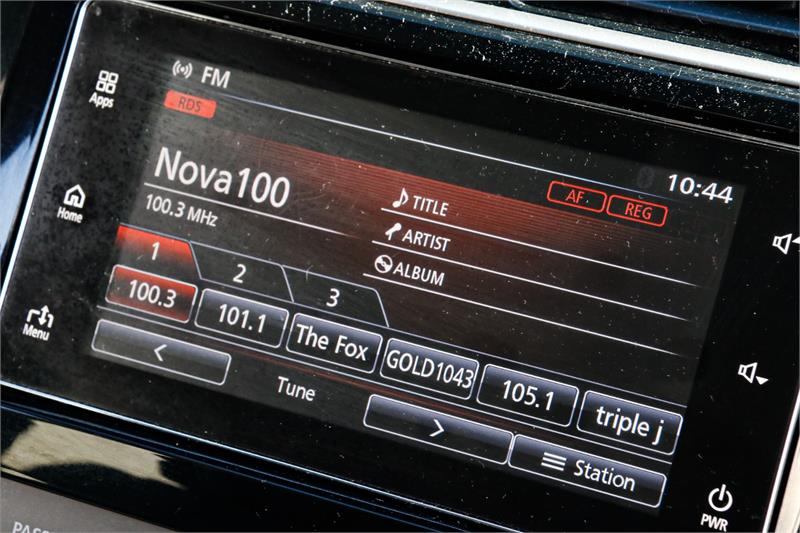 Apps
FM
RDS
10:44
Nova100
100.3 MHz
TITLE
ARTIST
ALBUM
AF
REG
Home
1
2
3
100.3
101.1
The Fox
GOLD1043
105.1
triple j
Menu
<
Tune
>
Station
PWR